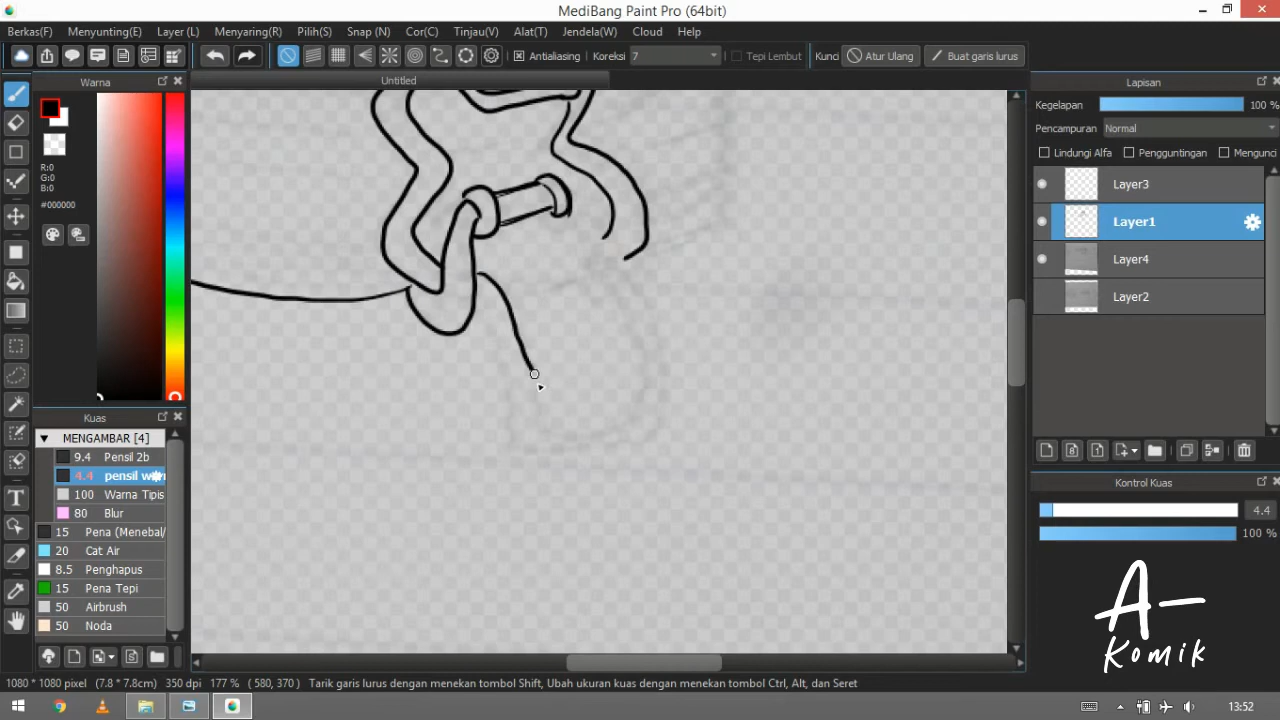 MediBang Paint Pro (64bit)
Berkas(F) Menyunting(E) Layer (L) Menyaring(R) Pilih(S) Snap (N) Cor(C) Tinjau(V) Alat(T) Jendela(W) Cloud Help
Antialiasing Koreksi 7 Tepi Lembut Kunci Atur Ulang Buat garis lurus
Warna
Untitled
Lapisan
Kegelapan 100 %
Pencampuran Normal
Lindungi Alfa Pengguntingan Mengunci
R:0
G:0
B:0
#000000
Layer3
Layer1
Layer4
Layer2
Kuas
MENGAMBAR [4]
9.4 Pensil 2b
4.4 pensil
100 Warna Tipis
80 Blur
15 Pena (Menebal/
20 Cat Air
8.5 Penghapus
15 Pena Tepi
50 Airbrush
50 Noda
Kontrol Kuas
4.4
100 %
A-
Komik
1080 * 1080 pixel (7.8 * 7.8cm) 350 dpi 177 % ( 580, 370 ) Tarik garis lurus dengan menekan tombol Shift, Ubah ukuran kuas dengan menekan tombol Ctrl, Alt, dan Seret
13:52